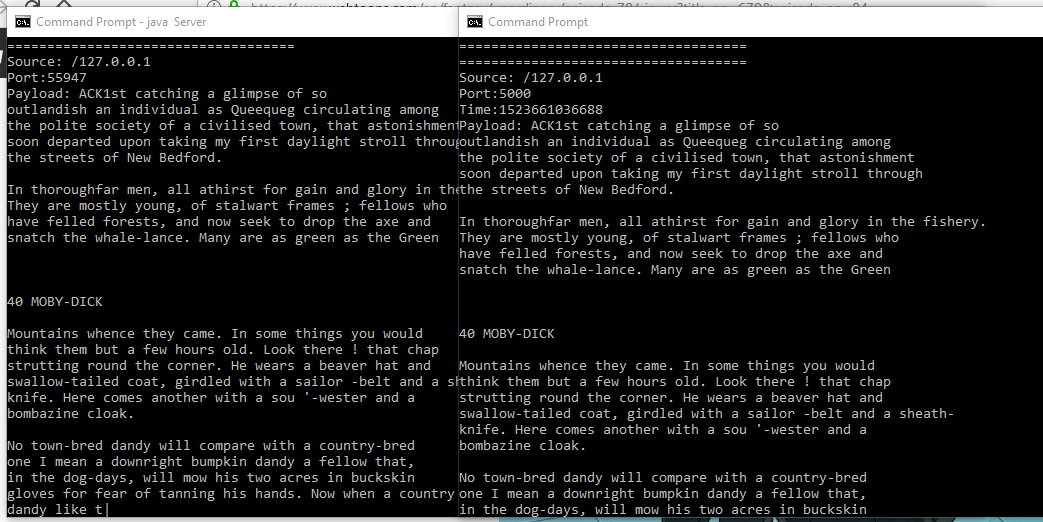 Command Prompt - java Server
==================================
Source: /127.0.0.1
Port:55947
Payload: ACK1st catching a glimpse of so
outlandish an individual as Queequeg circulating among
the polite society of a civilised town, that astonishment
soon departed upon taking my first daylight stroll throu
the streets of New Bedford.
In thoroughfar men, all athirst for gain and glory in the
They are mostly young, of stalwart frames ; fellows who
have felled forests, and now seek to drop the axe and
snatch the whale-lance. Many are as green as the Green
40 MOBY-DICK
Mountains whence they came. In some things you would
think them but a few hours old. Look there ! that chap
strutting round the corner. He wears a beaver hat and
swallow-tailed coat, girdled with a sailor -belt and a s
knife. Here comes another with a sou '-wester and a
bombazine cloak.
No town-bred dandy will compare with a country-bred
one I mean a downright bumpkin dandy a fellow that,
in the dog-days, will mow his two acres in buckskin
gloves for fear of tanning his hands. Now when a country
dandy like t
Command Prompt
==================================
==================================
Source: /127.0.0.1
Port:5000
Time:1523661036688
Payload: ACK1st catching a glimpse of so
outlandish an individual as Queequeg circulating among
the polite society of a civilised town, that astonishment
soon departed upon taking my first daylight stroll through
the streets of New Bedford.
In thoroughfar men, all athirst for gain and glory in the fishery.
They are mostly young, of stalwart frames ; fellows who
have felled forests, and now seek to drop the axe and
snatch the whale-lance. Many are as green as the Green
40 MOBY-DICK
Mountains whence they came. In some things you would
think them but a few hours old. Look there ! that chap
strutting round the corner. He wears a beaver hat and
swallow-tailed coat, girdled with a sailor -belt and a sheath-
knife. Here comes another with a sou '-wester and a
bombazine cloak.
No town-bred dandy will compare with a country-bred
one I mean a downright bumpkin dandy a fellow that,
in the dog-days, will mow his two acres in buckskin